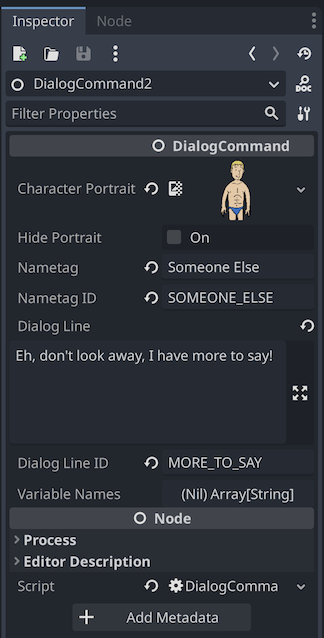 Inspector Node
DialogCommand2
DOC
Filter Properties
DialogCommand
Character Portrait
Hide Portrait On
Nametag Someone Else
Nametag ID SOMEONE_ELSE
Dialog Line
Eh, don't look away, I have more to say!
Dialog Line ID MORE_TO_SAY
Variable Names (Nil) Array[String]
Node
Process
Editor Description
Script DialogComma
Add Metadata